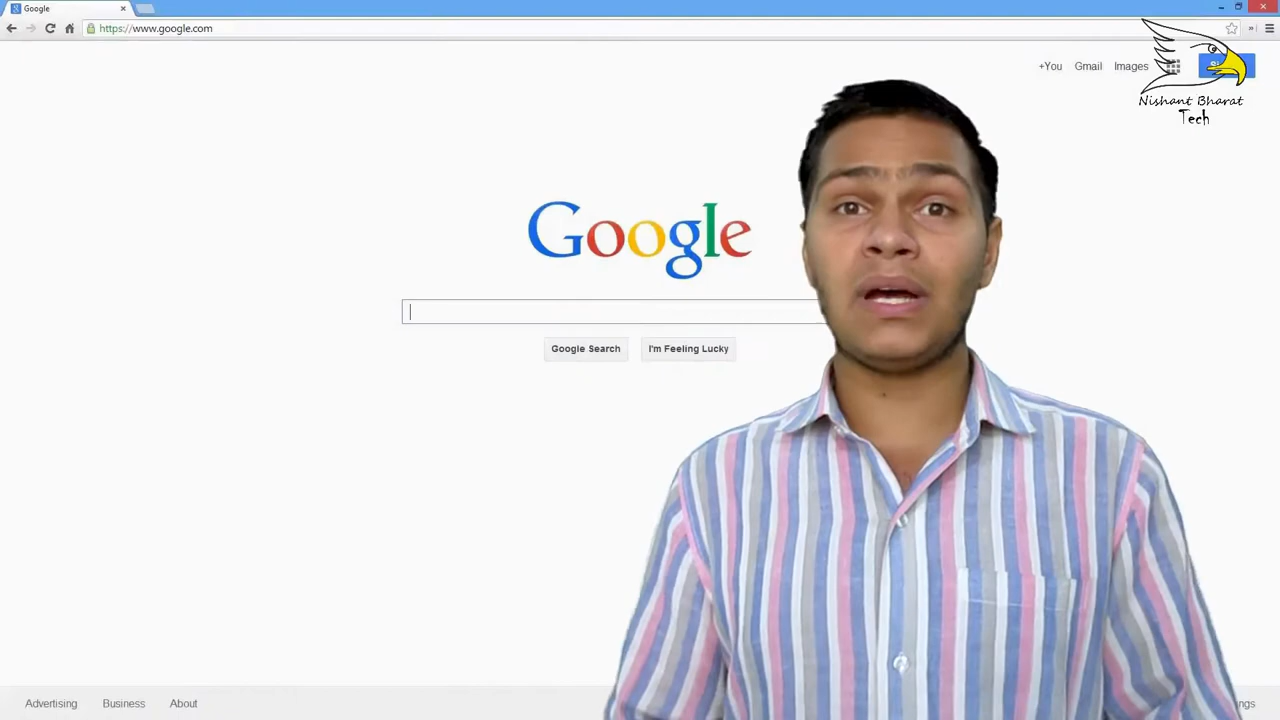 Google
https://www.google.com
+You Gmail Images
Nishant Bharat
Tech
Google
Google Search I'm Feeling Lucky
Advertising Business About